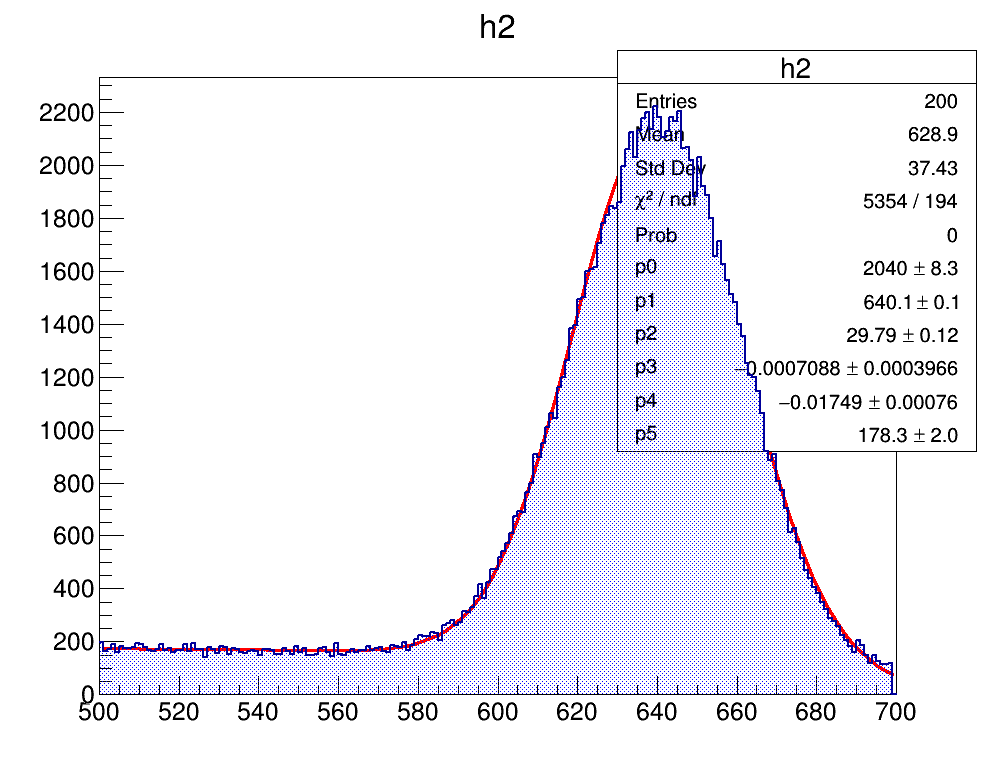 h2
h2
Entries 200
Mean 628.9
Std Dev 37.43
χ² / ndf 5354 / 194
Prob 0
p0 2040 ± 8.3
p1 640.1 ± 0.1
p2 29.79 ± 0.12
p3 −0.0007088 ± 0.0003966
p4 −0.01749 ± 0.00076
p5 178.3 ± 2.0
2200
2000
1800
1600
1400
1200
1000
800
600
400
200
0
500 520 540 560 580 600 620 640 660 680 700